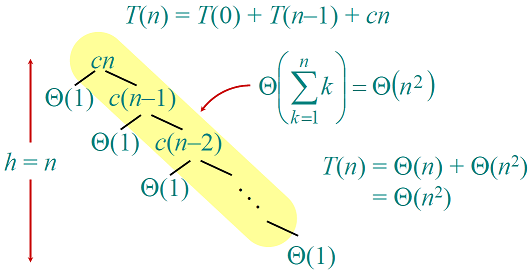 T(n) = T(0) + T(n–1) + cn
cn
Θ(1) c(n–1)
Θ(1) c(n–2)
Θ(1) ⋱
Θ(1)
h = n
Θ(∑_{k=1}^{n} k) = Θ(n²)
T(n) = Θ(n) + Θ(n²)
= Θ(n²)